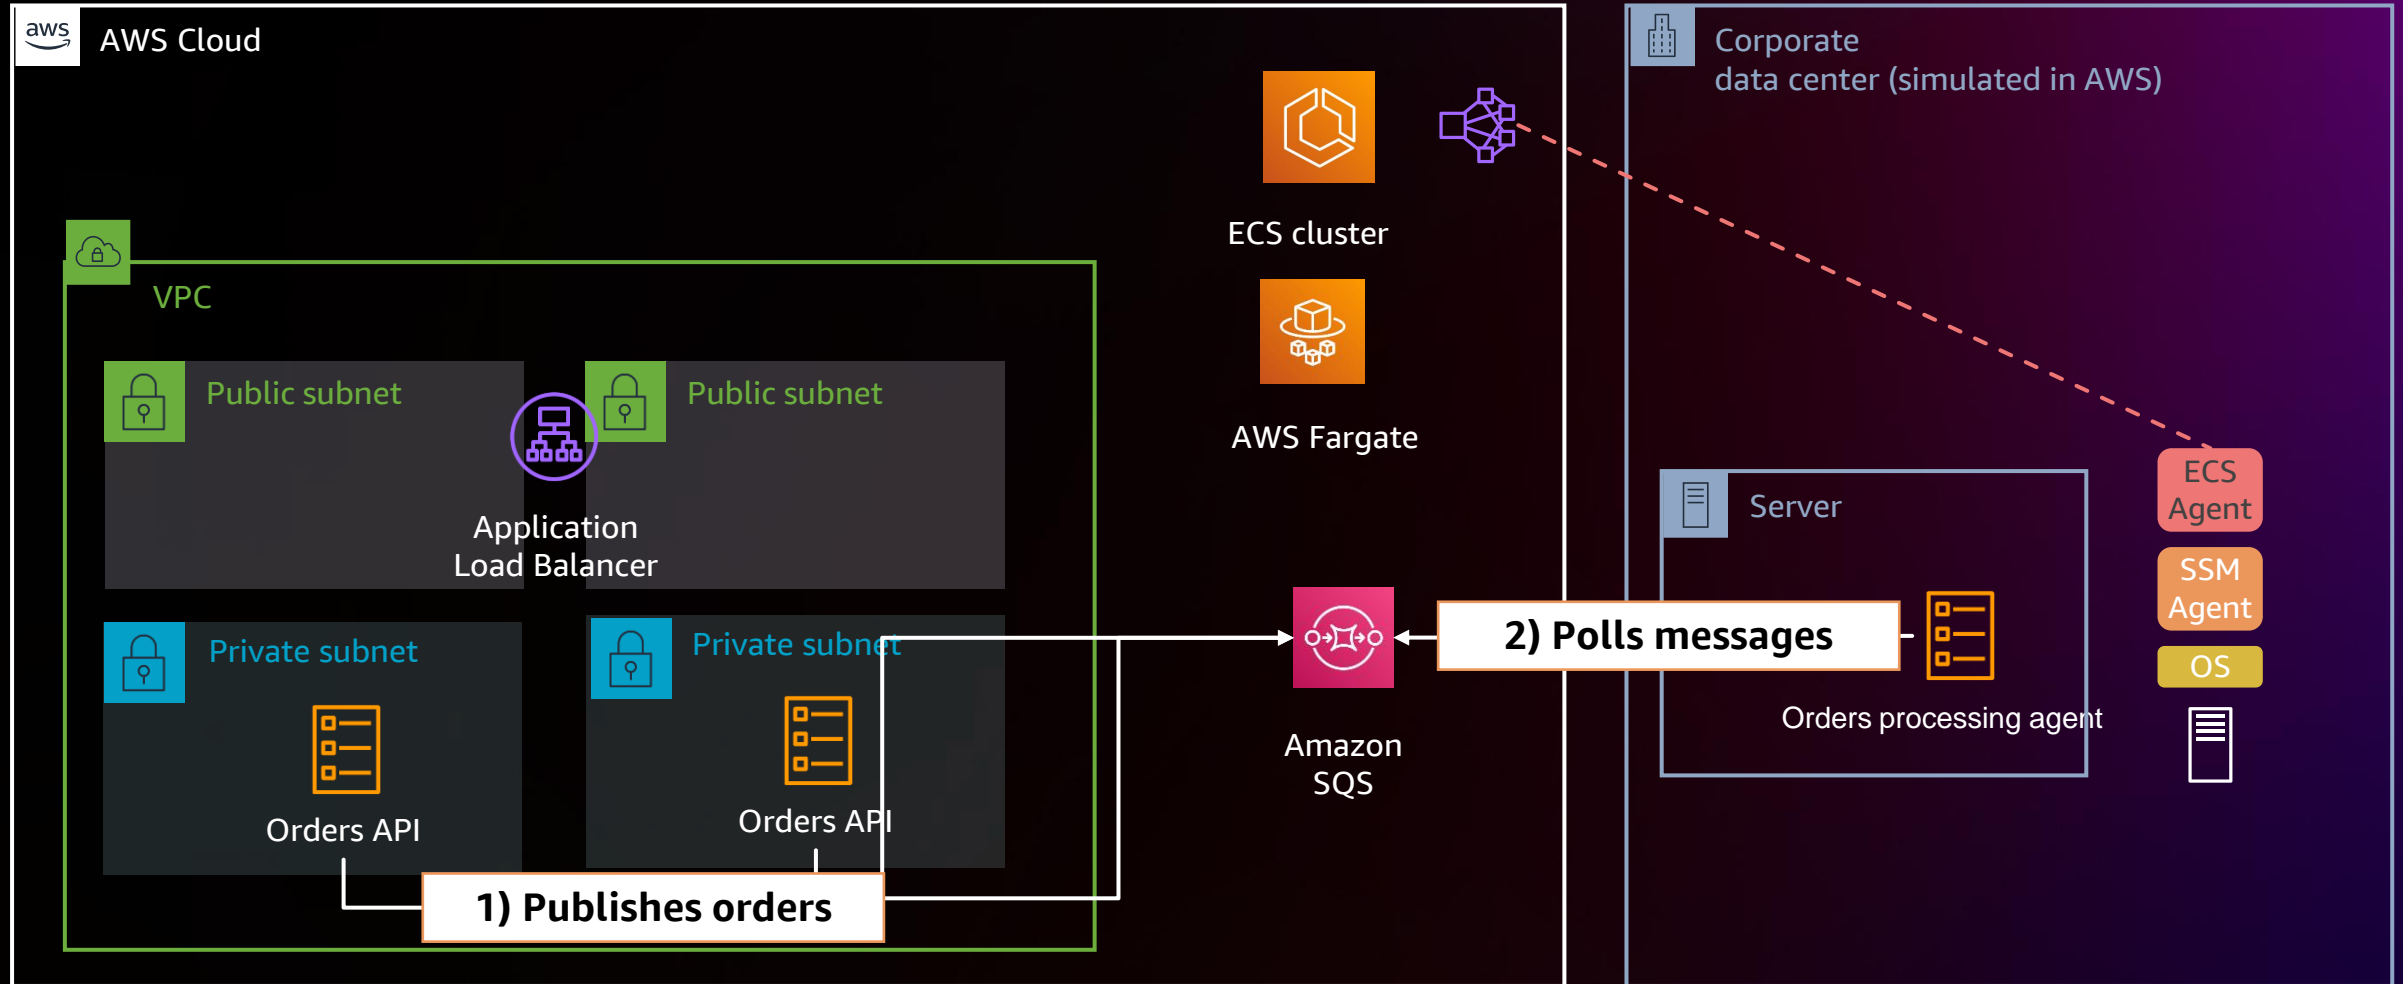 aws
AWS Cloud
Corporate
data center (simulated in AWS)
ECS cluster
VPC
AWS Fargate
Public subnet
Public subnet
Application
Load Balancer
ECS
Agent
Server
SSM
Agent
2) Polls messages
OS
Private subnet
Private subnet
Orders processing agent
Amazon
SQS
Orders API
Orders API
1) Publishes orders